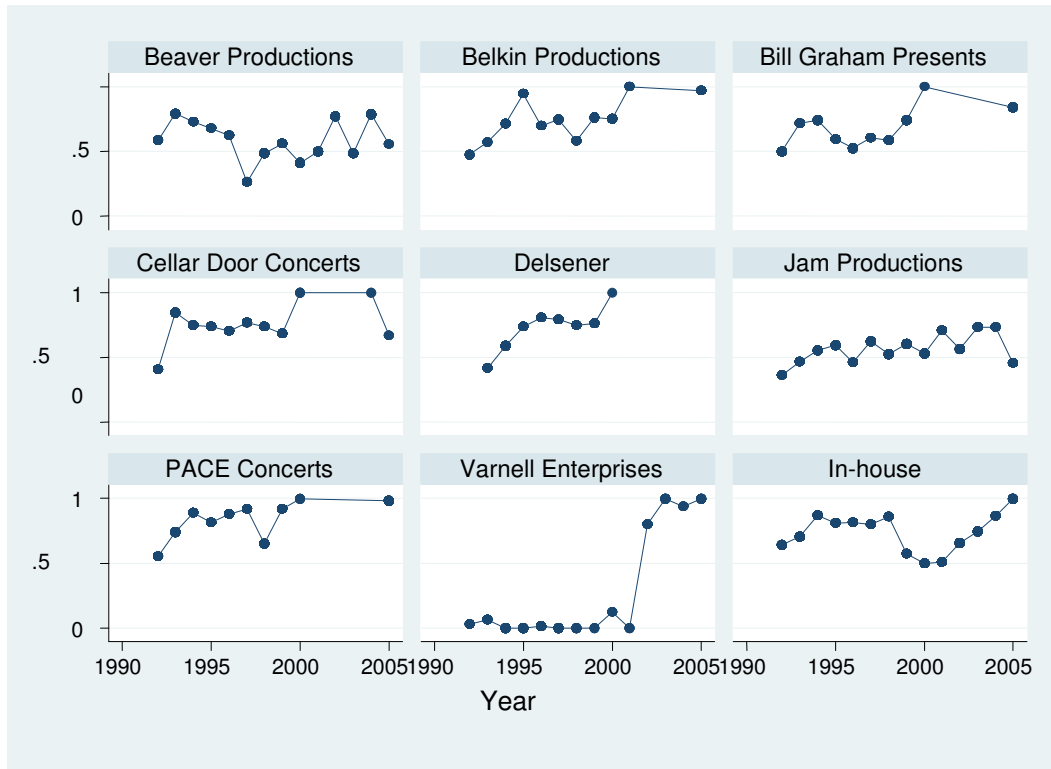 Beaver Productions Belkin Productions Bill Graham Presents
.5
0
Cellar Door Concerts Delsener Jam Productions
1
.5
0
PACE Concerts Varnell Enterprises In-house
1
.5
0
1990 1995 2000 2005 1990 1995 2000 2005 1990 1995 2000 2005
Year